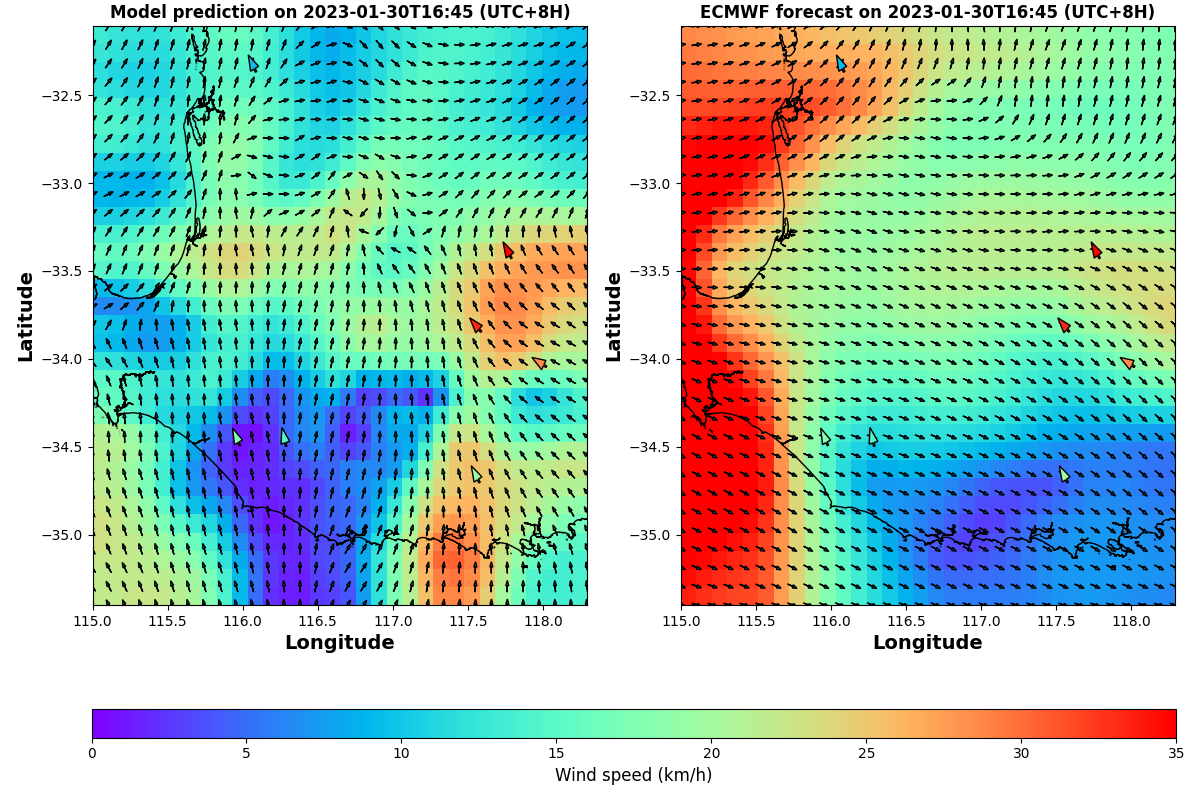 Model prediction on 2023-01-30T16:45 (UTC+8H)
ECMWF forecast on 2023-01-30T16:45 (UTC+8H)
−32.5
−33.0
−33.5
−34.0
−34.5
−35.0
Latitude
115.0 115.5 116.0 116.5 117.0 117.5 118.0
Longitude
−32.5
−33.0
−33.5
−34.0
−34.5
−35.0
Latitude
115.0 115.5 116.0 116.5 117.0 117.5 118.0
Longitude
0 5 10 15 20 25 30 35
Wind speed (km/h)